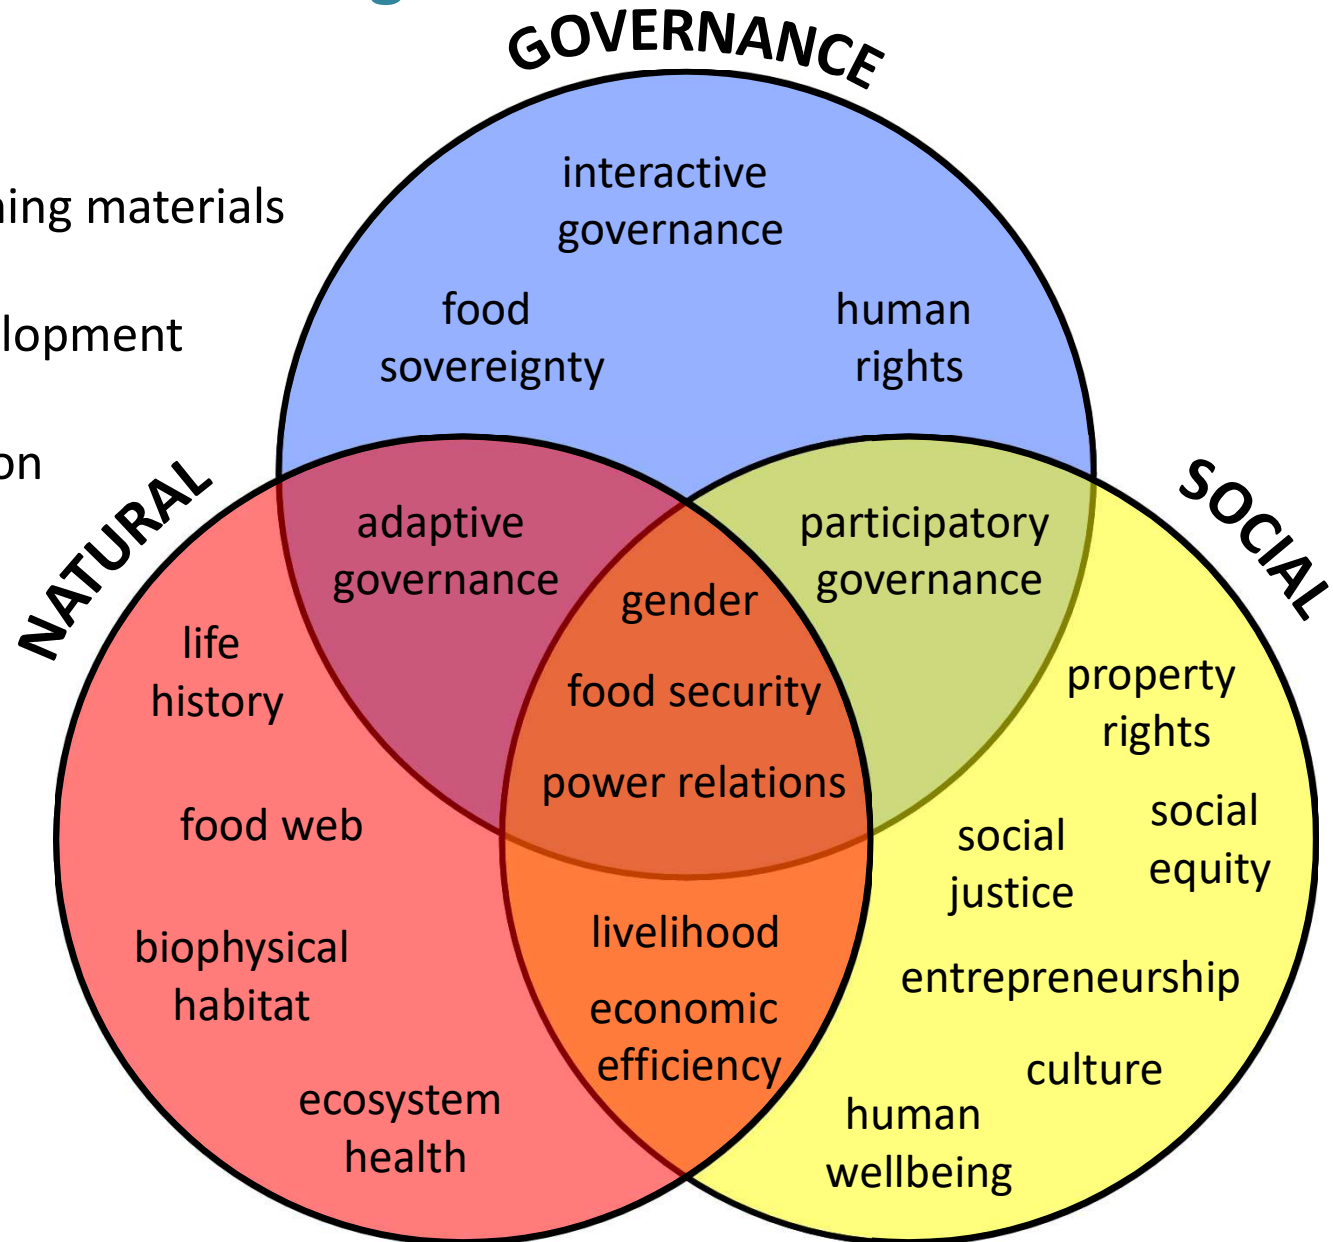 GOVERNANCE
interactive
governance
materials
food
sovereignty
human
rights
on
NATURAL
SOCIAL
adaptive
governance
participatory
governance
gender
food security
power relations
life
history
food web
biophysical
habitat
ecosystem
health
livelihood
economic
efficiency
property
rights
social
justice
social
equity
entrepreneurship
culture
human
wellbeing